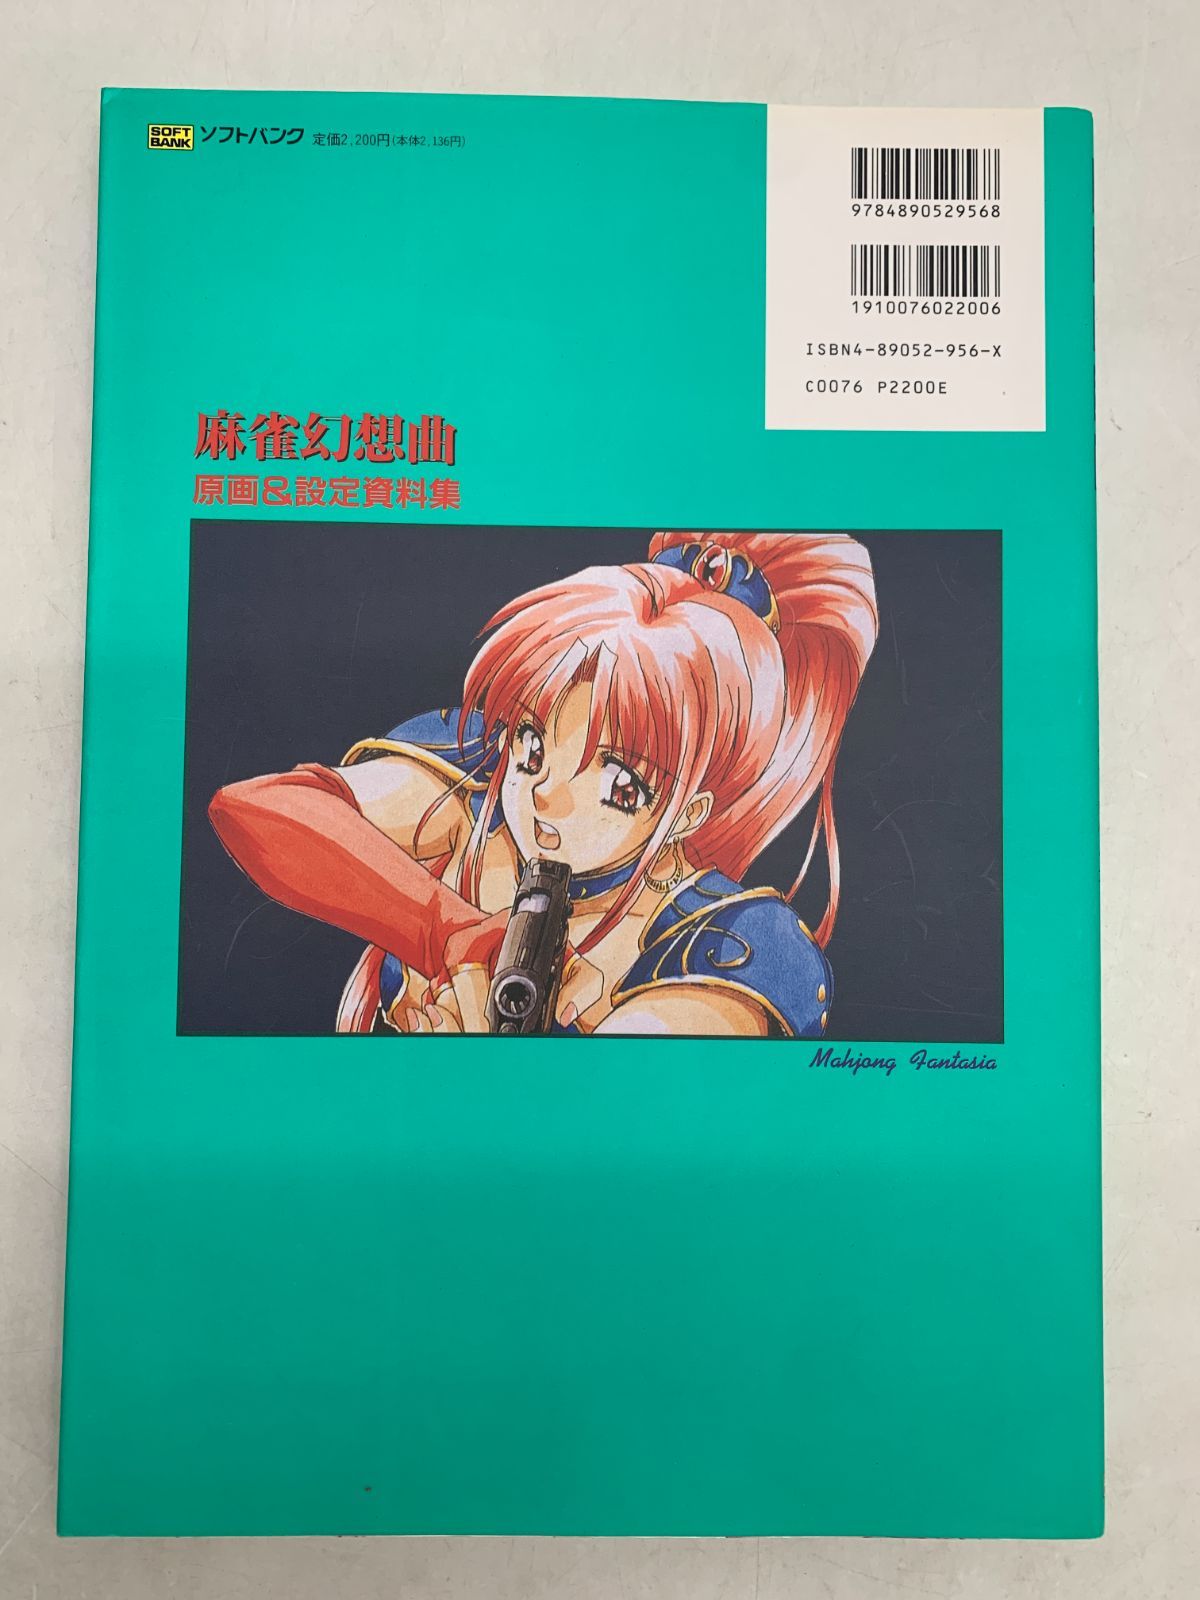 SOFT
BANK ソフトバンク 定価2,200円(本体2,136円)
9784890529568
1910076022006
ISBN4-89052-956-X
C0076 P2200E
麻雀幻想曲
原画&設定資料集
Mahjong Fantasia